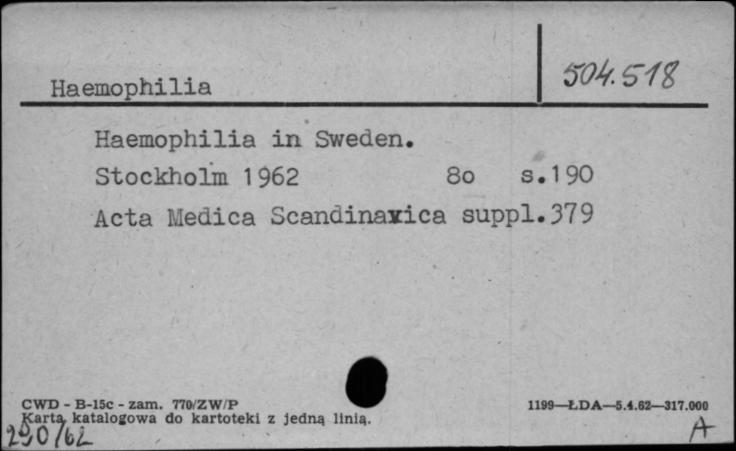 Haemophilia 504.518
Haemophilia in Sweden.
Stockholm 1962 8o s.190
Acta Medica Scandinavica suppl.379
CWD - B-15c - zam. 770/ZW/P 1199—ŁDA—5.4.62—317.000
Karta katalogowa do kartoteki z jedną linią.
290/62 A